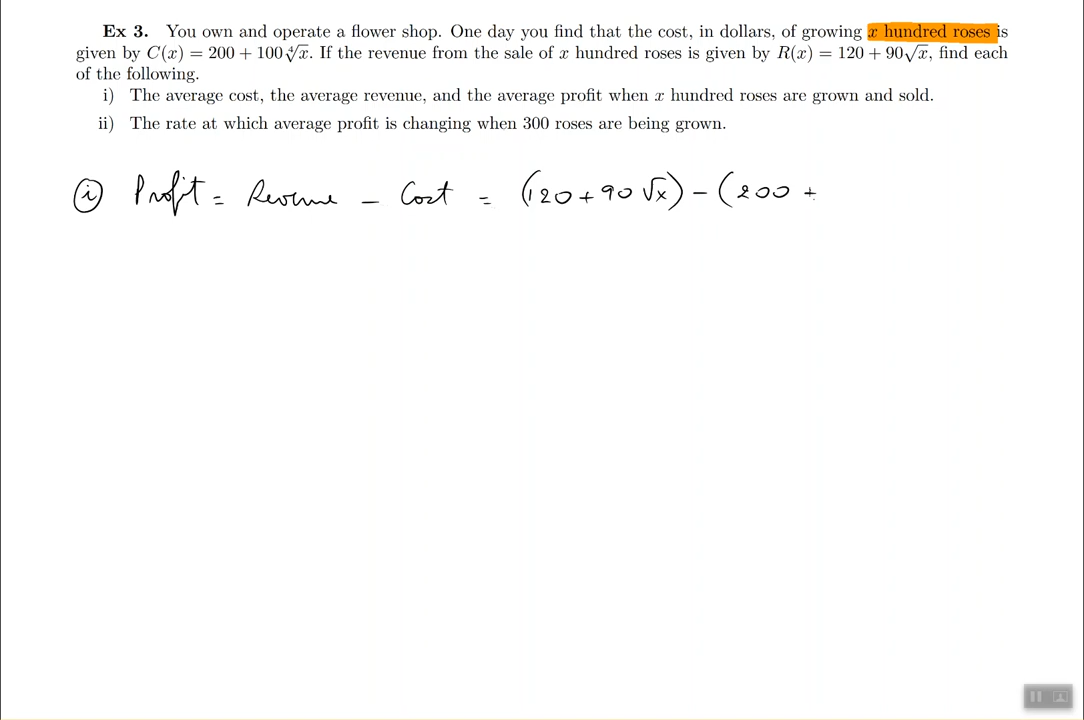 Ex 3. You own and operate a flower shop. One day you find that the cost, in dollars, of growing x hundred roses is
given by C(x) = 200 + 100∜x. If the revenue from the sale of x hundred roses is given by R(x) = 120 + 90√x, find each
of the following.
i) The average cost, the average revenue, and the average profit when x hundred roses are grown and sold.
ii) The rate at which average profit is changing when 300 roses are being grown.
ⓘ Profit = Revenue − Cost = (120 + 90√x) − (200 +